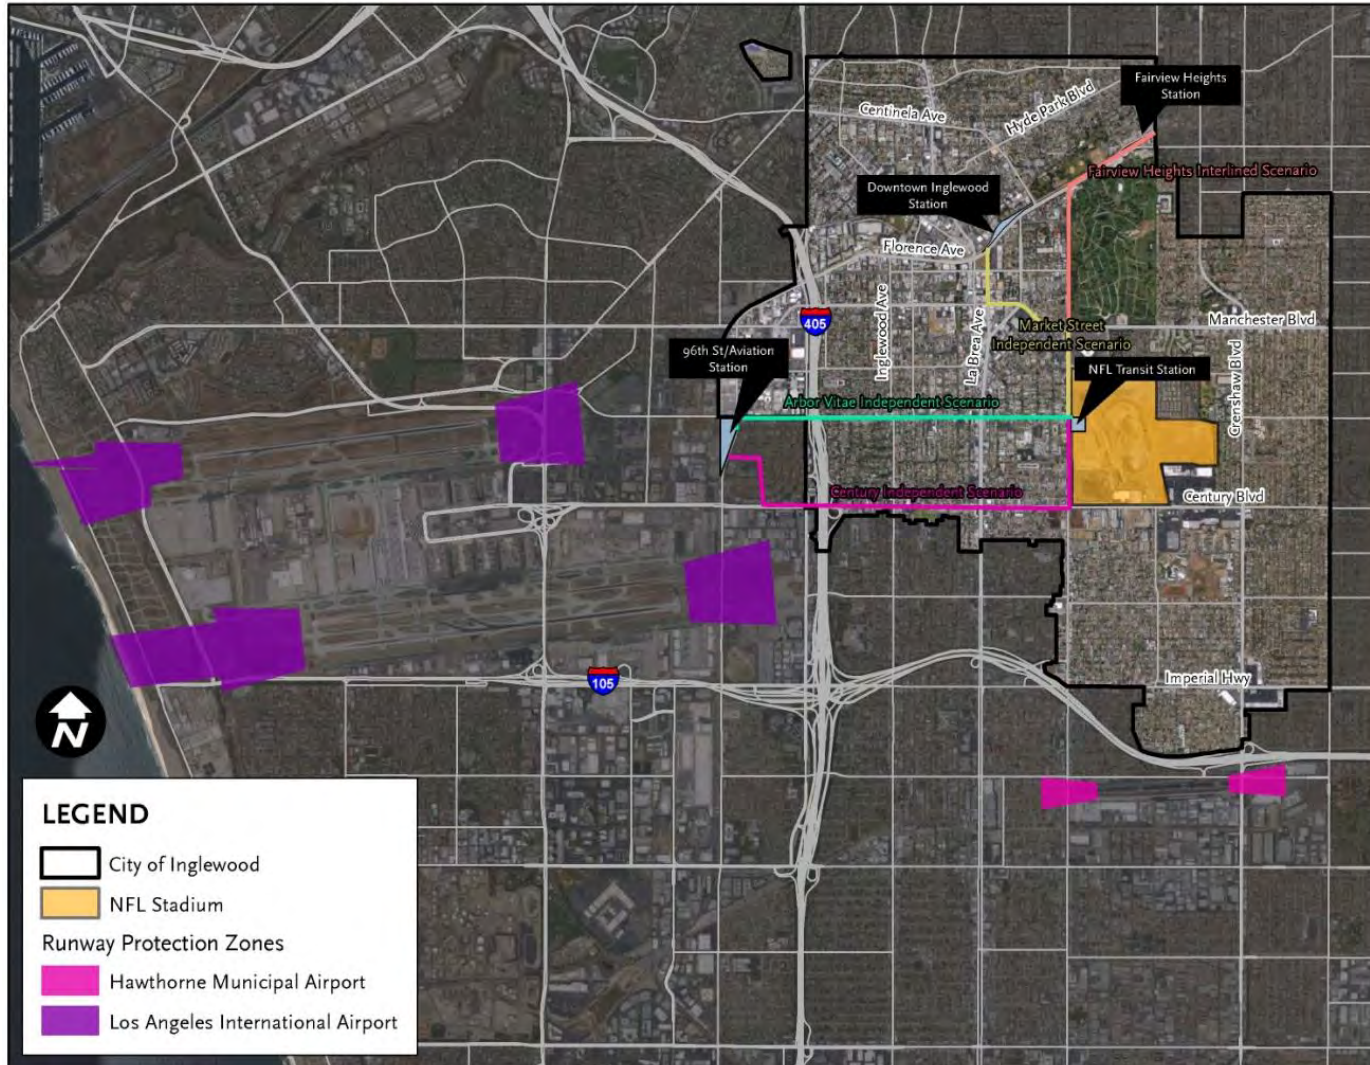 Fairview Heights
Station
Centinela Ave
Hyde Park Blvd
Fairview Heights Interlined Scenario
Downtown Inglewood
Station
Florence Ave
405
Inglewood Ave
La Brea Ave
Market Street
Independent Scenario
Manchester Blvd
Crenshaw Blvd
96th St/Aviation
Station
NFL Transit Station
Arbor Vitae Independent Scenario
Century Independent Scenario
Century Blvd
105
Imperial Hwy
N
LEGEND
City of Inglewood
NFL Stadium
Runway Protection Zones
Hawthorne Municipal Airport
Los Angeles International Airport